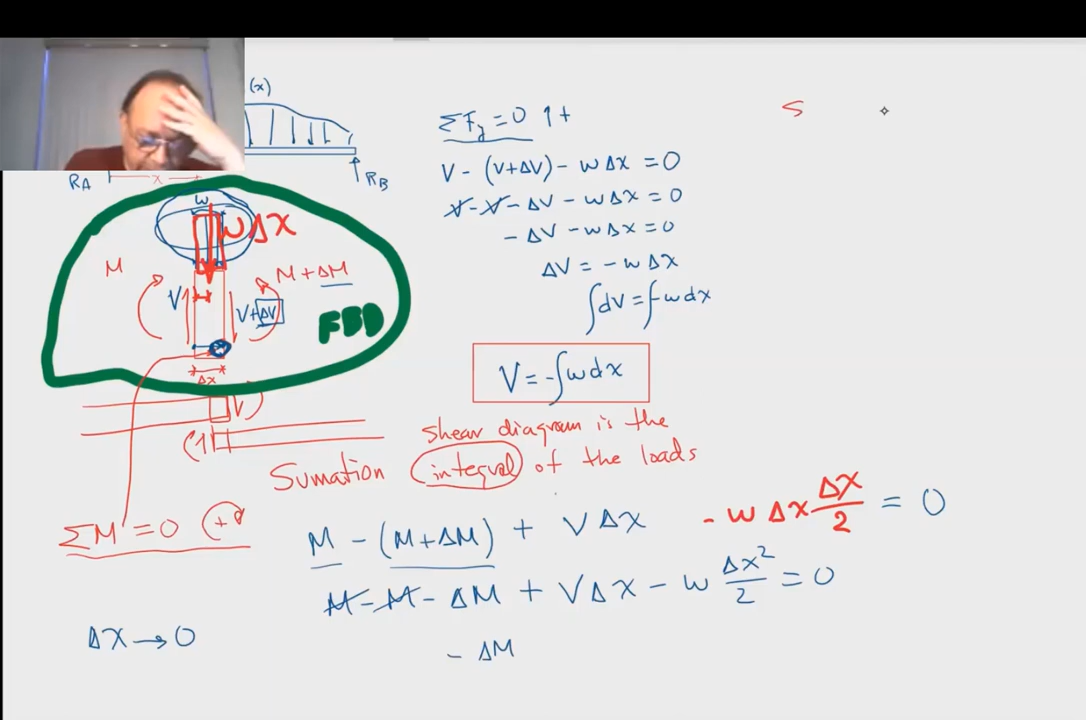 (x)
RA
x
RB
w
wΔx
M
V
M + ΔM
V+ΔV
FBD
Δx
V
ΣFy = 0 ↑+
V - (V+ΔV) - wΔx = 0
V - V - ΔV - wΔx = 0
- ΔV - wΔx = 0
ΔV = - wΔx
∫dV = ∫-wdx
V = -∫wdx
shear diagram is the
Sumation integral of the loads
S
ΣM = 0 (+
M - (M+ΔM) + VΔx - wΔx Δx/2 = 0
M - M - ΔM + VΔx - w Δx²/2 = 0
Δx → 0
- ΔM